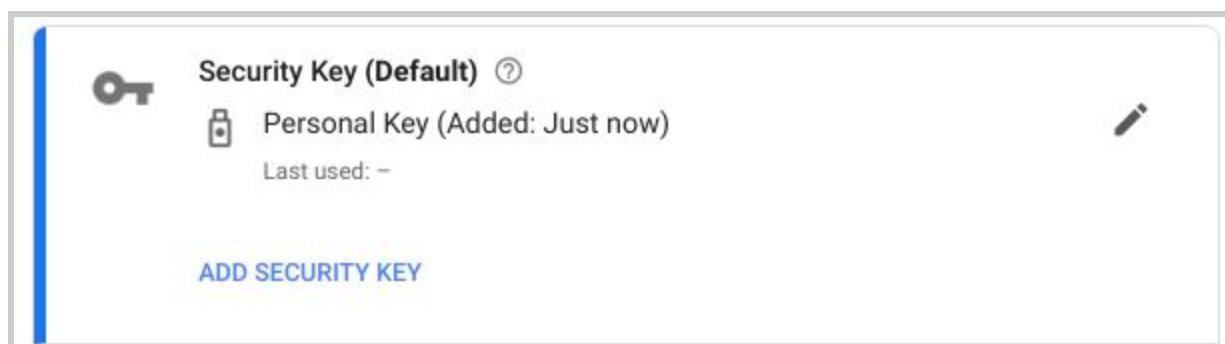 Security Key (Default)
Personal Key (Added: Just now)
Last used: –
ADD SECURITY KEY